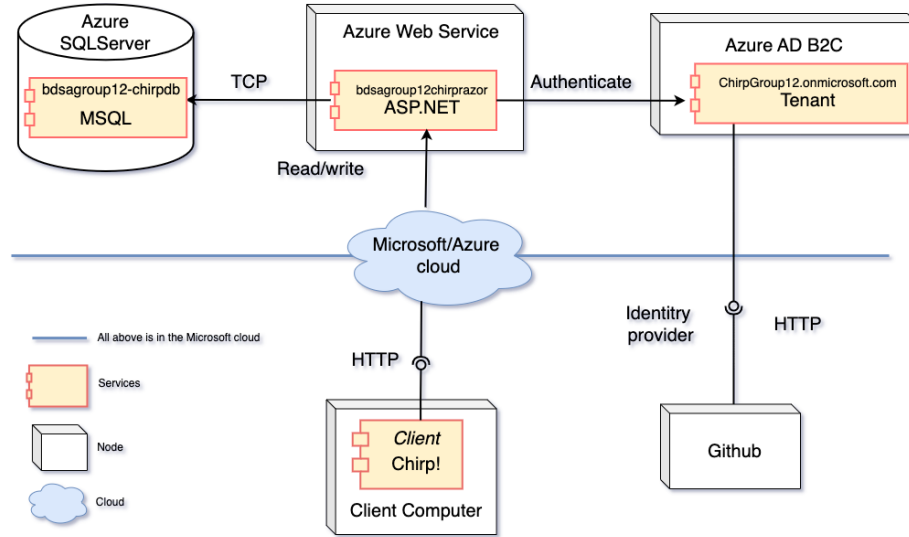 Azure
SQLServer
bdsagroup12-chirpdb
MSQL
TCP
Azure Web Service
bdsagroup12chirprazor
ASP.NET
Authenticate
Azure AD B2C
ChirpGroup12.onmicrosoft.com
Tenant
Read/write
Microsoft/Azure
cloud
Identitry
provider
HTTP
HTTP
All above is in the Microsoft cloud
Services
Node
Cloud
Client
Chirp!
Client Computer
Github